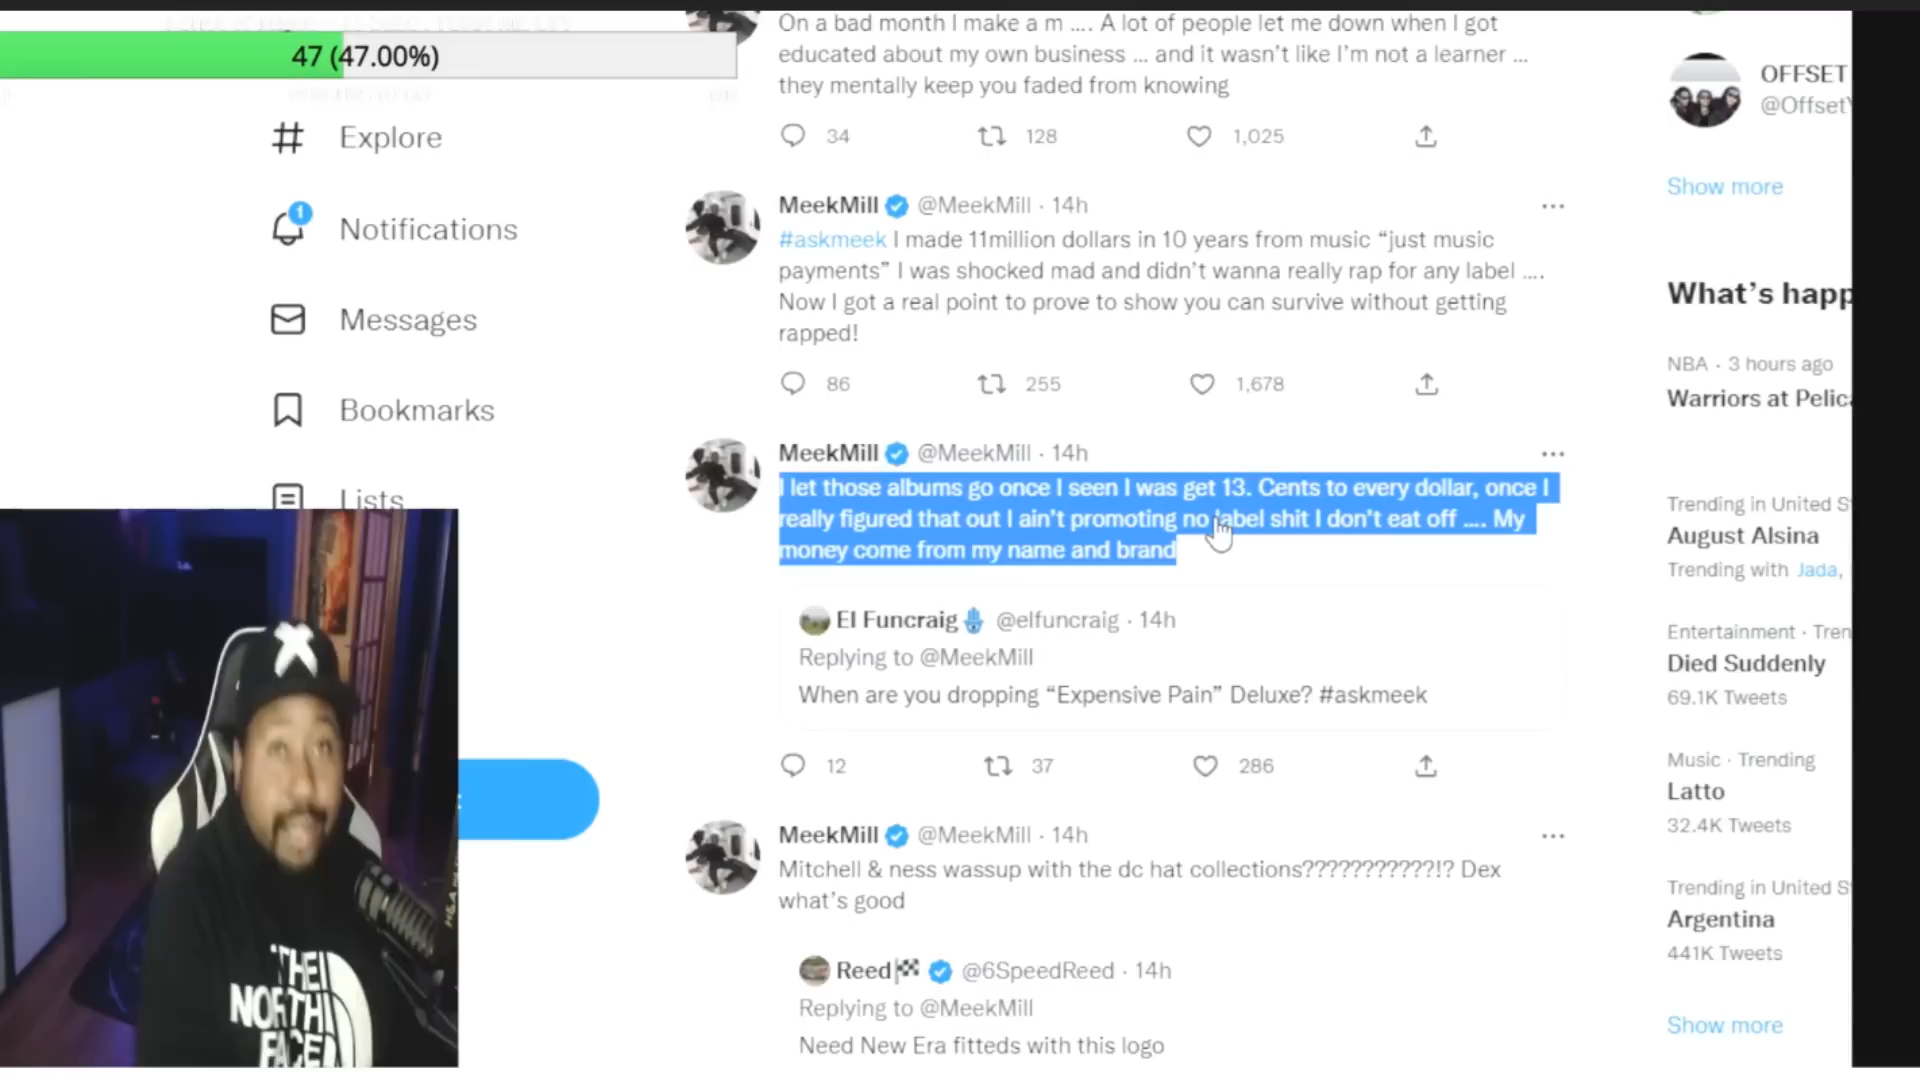 47 (47.00%)
Explore
1
Notifications
Messages
Bookmarks
Lists
On a bad month I make a m .... A lot of people let me down when I got
educated about my own business ... and it wasn't like I'm not a learner ...
they mentally keep you faded from knowing
34 128 1,025
MeekMill @MeekMill · 14h
#askmeek I made 11million dollars in 10 years from music “just music
payments” I was shocked mad and didn't wanna really rap for any label ....
Now I got a real point to prove to show you can survive without getting
rapped!
86 255 1,678
MeekMill @MeekMill · 14h
I let those albums go once I seen I was get 13. Cents to every dollar, once I
really figured that out I ain't promoting no label shit I don't eat off .... My
money come from my name and brand
El Funcraig @elfuncraig · 14h
Replying to @MeekMill
When are you dropping “Expensive Pain” Deluxe? #askmeek
12 37 286
MeekMill @MeekMill · 14h
Mitchell & ness wassup with the dc hat collections???????????!? Dex
what's good
Reed @6SpeedReed · 14h
Replying to @MeekMill
Need New Era fitteds with this logo
OFFSET
@Offset
Show more
What's happ
NBA · 3 hours ago
Warriors at Pelic
Trending in United S
August Alsina
Trending with Jada,
Entertainment · Tren
Died Suddenly
69.1K Tweets
Music · Trending
Latto
32.4K Tweets
Trending in United S
Argentina
441K Tweets
Show more
THE
NORTH
FACE